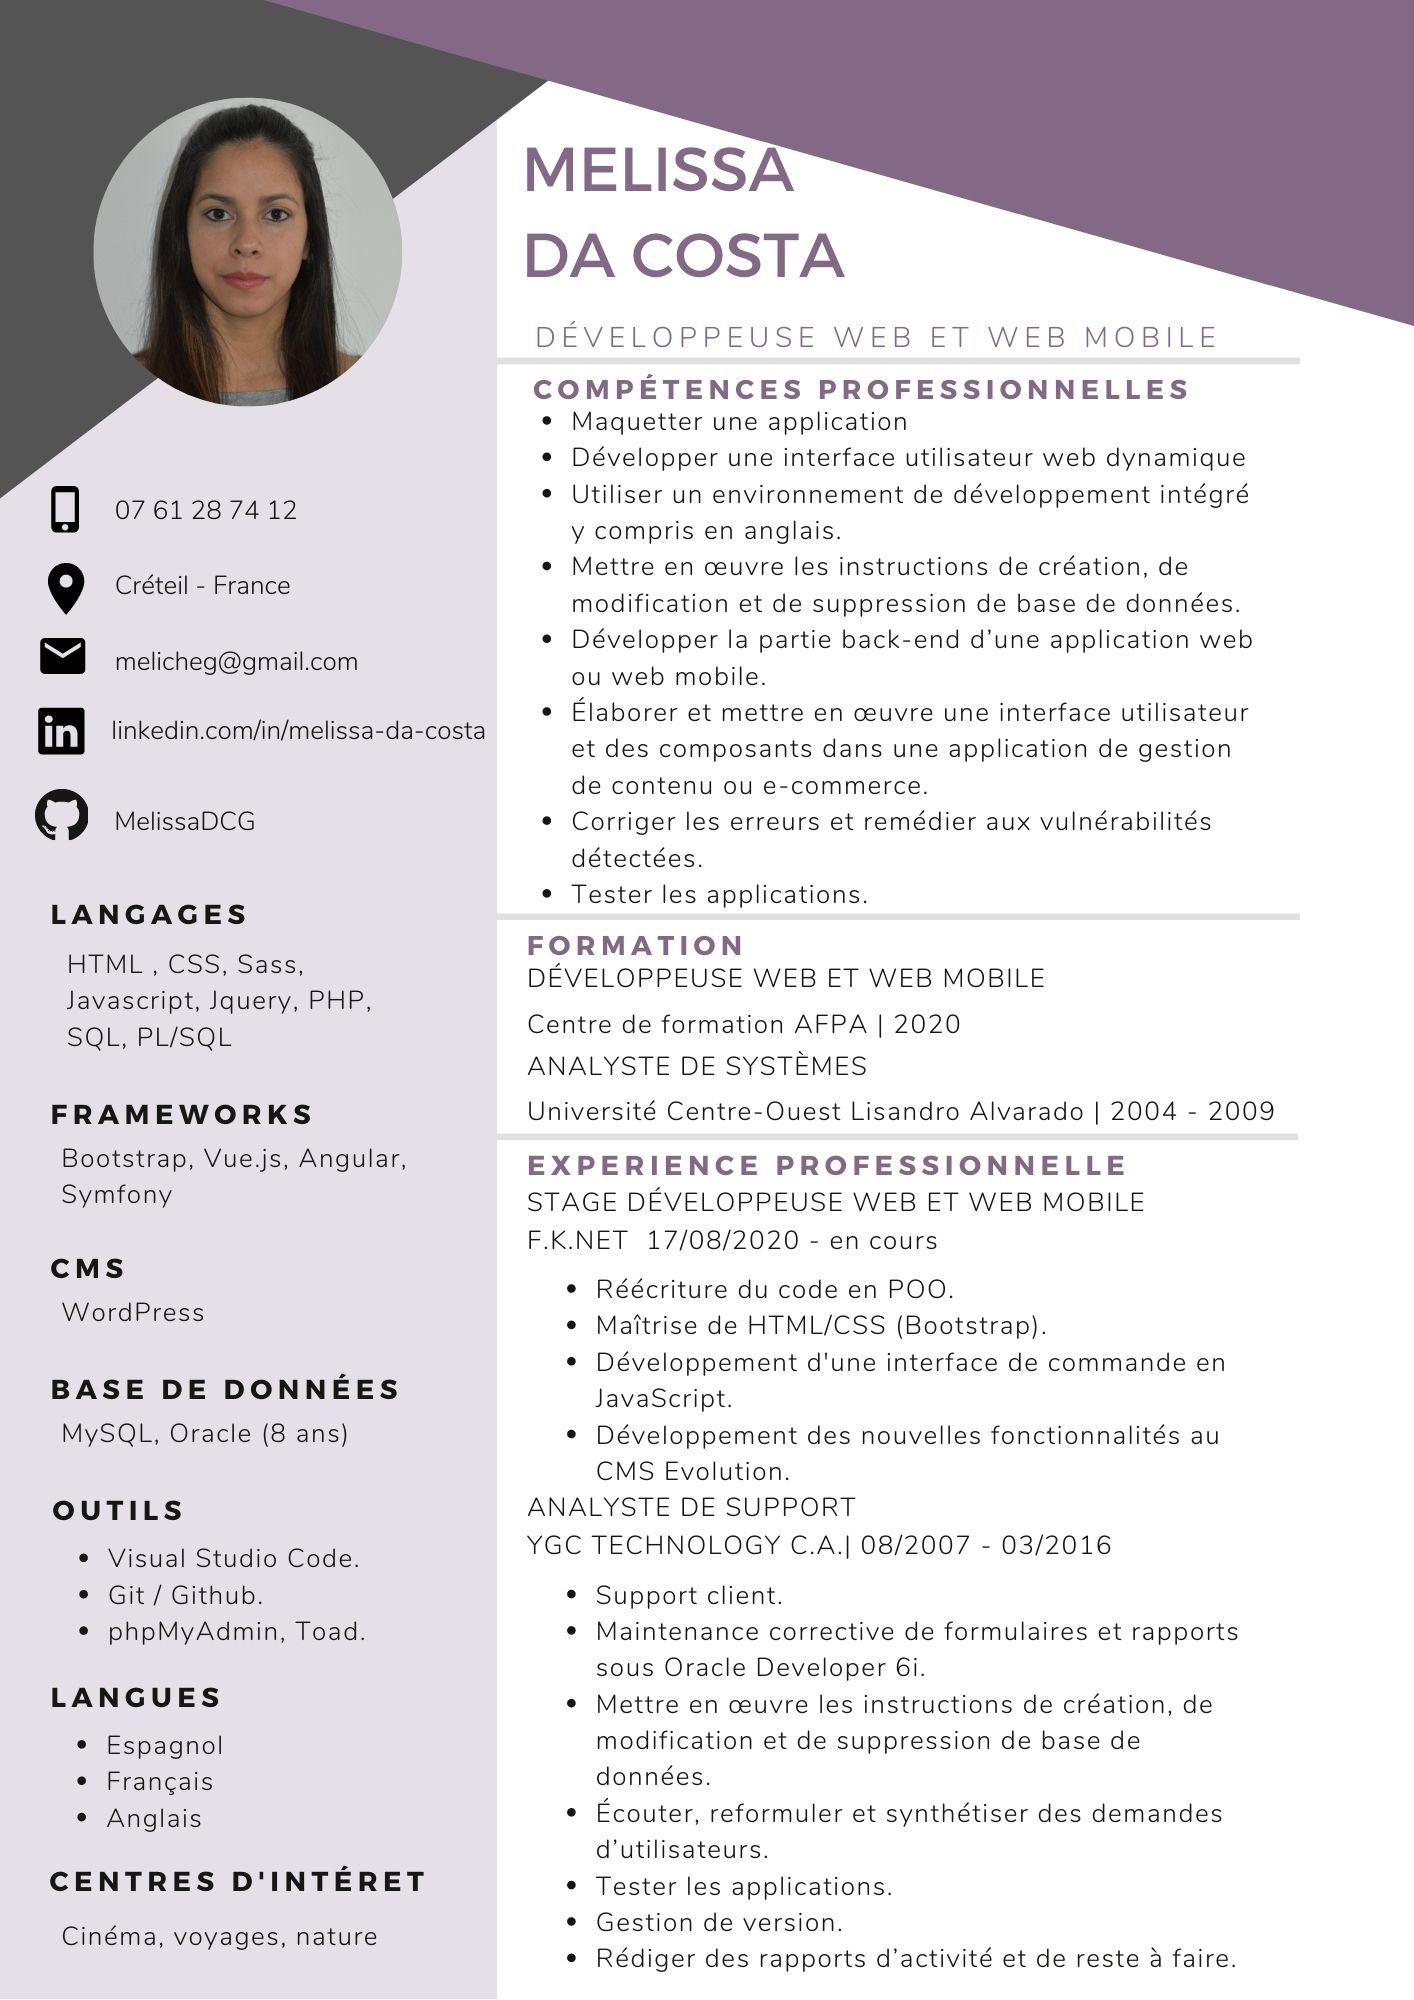 MELISSA
DA COSTA
DÉVELOPPEUSE WEB ET WEB MOBILE
07 61 28 74 12
Créteil - France
melicheg@gmail.com
linkedin.com/in/melissa-da-costa
MelissaDCG
LANGAGES
HTML , CSS, Sass,
Javascript, Jquery, PHP,
SQL, PL/SQL
FRAMEWORKS
Bootstrap, Vue.js, Angular,
Symfony
CMS
WordPress
BASE DE DONNÉES
MySQL, Oracle (8 ans)
OUTILS
• Visual Studio Code.
• Git / Github.
• phpMyAdmin, Toad.
LANGUES
• Espagnol
• Français
• Anglais
CENTRES D'INTÉRET
Cinéma, voyages, nature
COMPÉTENCES PROFESSIONNELLES
• Maquetter une application
• Développer une interface utilisateur web dynamique
• Utiliser un environnement de développement intégré
y compris en anglais.
• Mettre en œuvre les instructions de création, de
modification et de suppression de base de données.
• Développer la partie back-end d’une application web
ou web mobile.
• Élaborer et mettre en œuvre une interface utilisateur
et des composants dans une application de gestion
de contenu ou e-commerce.
• Corriger les erreurs et remédier aux vulnérabilités
détectées.
• Tester les applications.
FORMATION
DÉVELOPPEUSE WEB ET WEB MOBILE
Centre de formation AFPA | 2020
ANALYSTE DE SYSTÈMES
Université Centre-Ouest Lisandro Alvarado | 2004 - 2009
EXPERIENCE PROFESSIONNELLE
STAGE DÉVELOPPEUSE WEB ET WEB MOBILE
F.K.NET 17/08/2020 - en cours
• Réécriture du code en POO.
• Maîtrise de HTML/CSS (Bootstrap).
• Développement d'une interface de commande en
JavaScript.
• Développement des nouvelles fonctionnalités au
CMS Evolution.
ANALYSTE DE SUPPORT
YGC TECHNOLOGY C.A.| 08/2007 - 03/2016
• Support client.
• Maintenance corrective de formulaires et rapports
sous Oracle Developer 6i.
• Mettre en œuvre les instructions de création, de
modification et de suppression de base de
données.
• Écouter, reformuler et synthétiser des demandes
d’utilisateurs.
• Tester les applications.
• Gestion de version.
• Rédiger des rapports d’activité et de reste à faire.